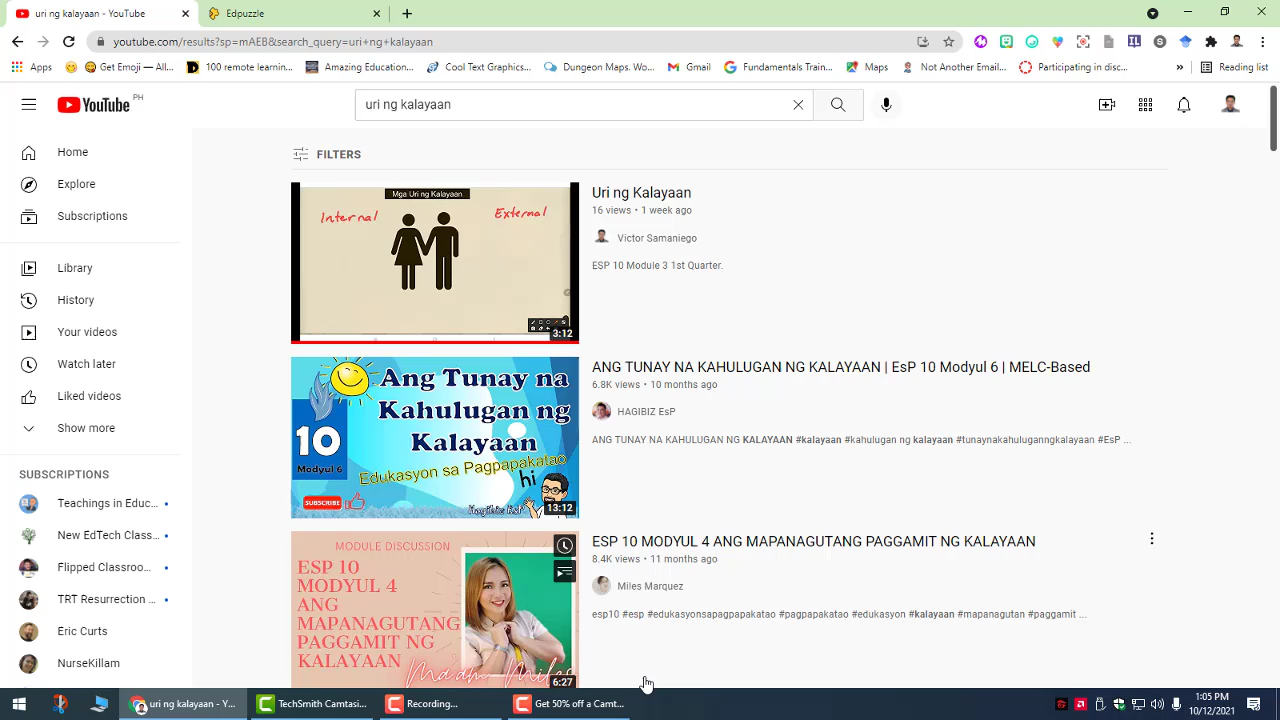 uri ng kalayaan - YouTube
Edpuzzle
youtube.com/results?sp=mAEB&search_query=uri+ng+kalayaan
Apps
Get Emoji — All...
100 remote learnin...
Amazing Education...
Cool Text Graphics...
Dungeon Maps. Wo...
Gmail
Fundamentals Train...
Maps
Not Another Email...
Participating in disc...
»
Reading list
YouTube PH
uri ng kalayaan
Home
Explore
Subscriptions
Library
History
Your videos
Watch later
Liked videos
Show more
SUBSCRIPTIONS
Teachings in Educ...
New EdTech Class...
Flipped Classroo...
TRT Resurrection ...
Eric Curts
NurseKillam
FILTERS
Mga Uri ng Kalayaan
Internal
External
3:12
Uri ng Kalayaan
16 views • 1 week ago
Victor Samaniego
ESP 10 Module 3 1st Quarter.
Ang Tunay na
Kahulugan ng
Kalayaan
10
Modyul 6
Edukasyon sa Pagpapakatao
hi
SUBSCRIBE
Hagibiz EsP
13:12
ANG TUNAY NA KAHULUGAN NG KALAYAAN | EsP 10 Modyul 6 | MELC-Based
6.8K views • 10 months ago
HAGIBIZ EsP
ANG TUNAY NA KAHULUGAN NG KALAYAAN #kalayaan #kahulugan ng kalayaan #tunaynakahuluganngkalayaan #EsP ...
MODULE DISCUSSION
ESP 10
MODYUL 4
ANG
MAPANAGUTANG
PAGGAMIT NG
KALAYAAN
Ma'am Miles
6:27
ESP 10 MODYUL 4 ANG MAPANAGUTANG PAGGAMIT NG KALAYAAN
8.4K views • 11 months ago
Miles Marquez
esp10 #esp #edukasyonsapagpapakatao #pagpapakatao #edukasyon #kalayaan #mapanagutan #paggamit ...
uri ng kalayaan - Y...
TechSmith Camtasi...
Recording...
Get 50% off a Camt...
1:05 PM
10/12/2021